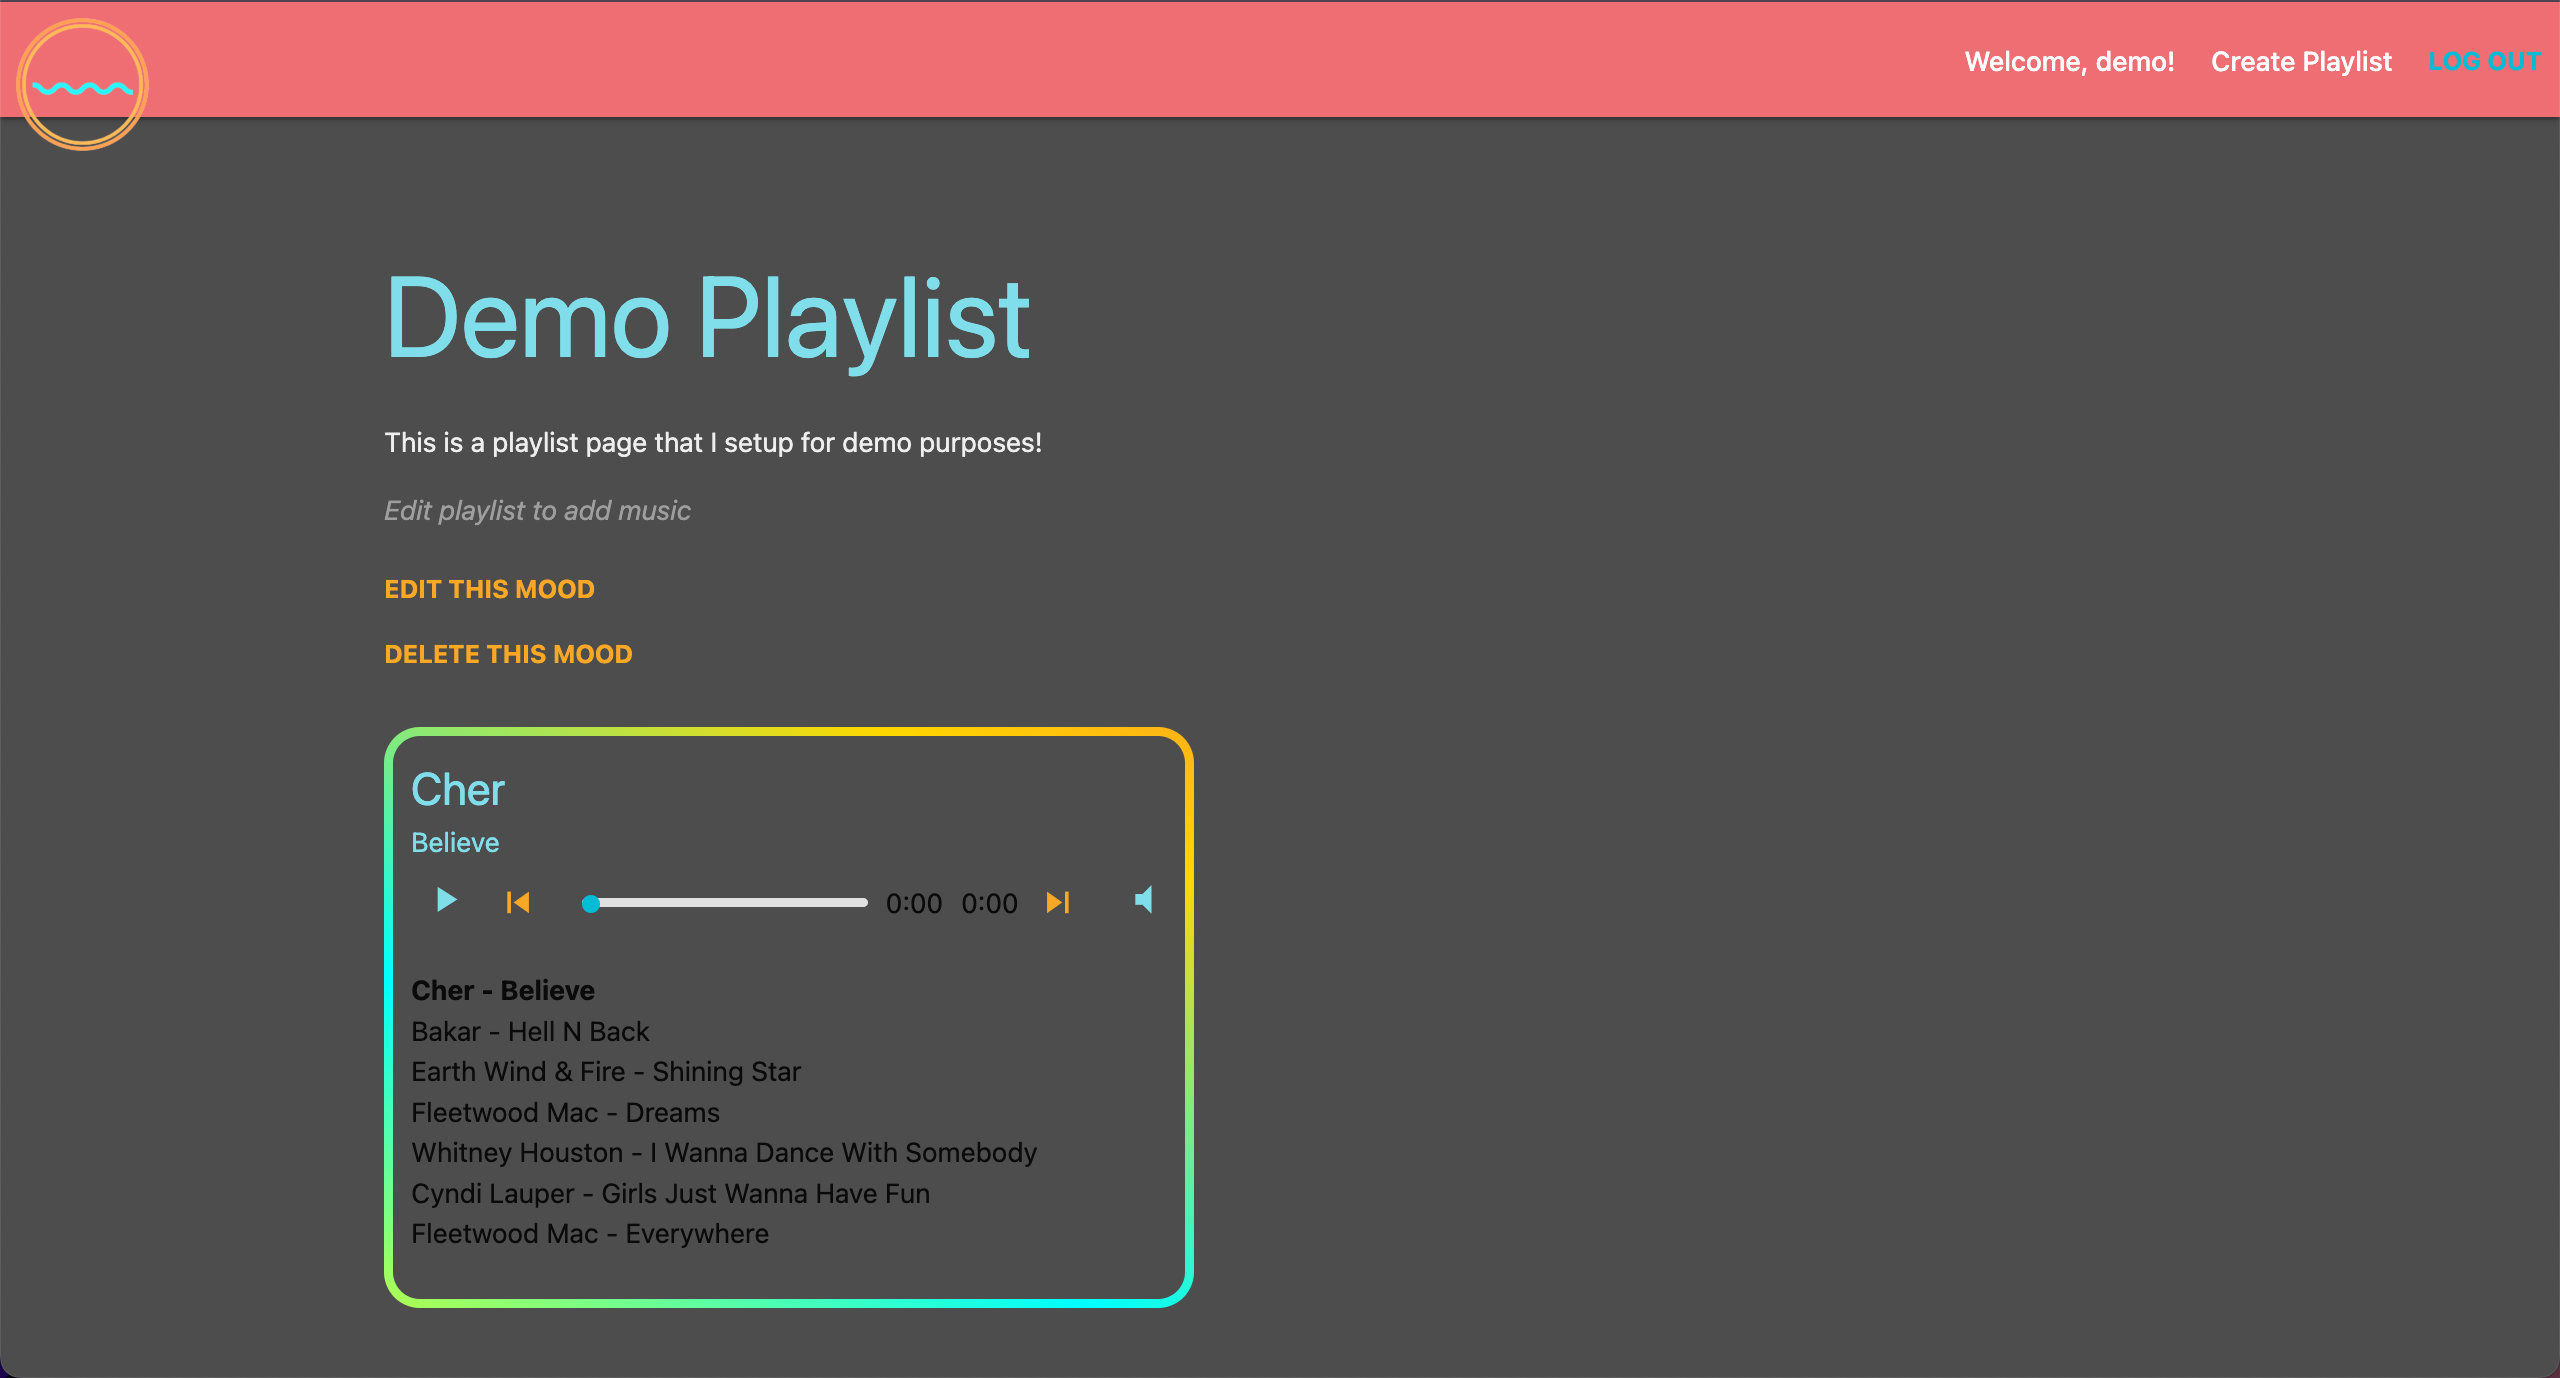 Welcome, demo! Create Playlist LOG OUT
Demo Playlist
This is a playlist page that I setup for demo purposes!
Edit playlist to add music
EDIT THIS MOOD
DELETE THIS MOOD
Cher
Believe
0:00 0:00
Cher - Believe
Bakar - Hell N Back
Earth Wind & Fire - Shining Star
Fleetwood Mac - Dreams
Whitney Houston - I Wanna Dance With Somebody
Cyndi Lauper - Girls Just Wanna Have Fun
Fleetwood Mac - Everywhere